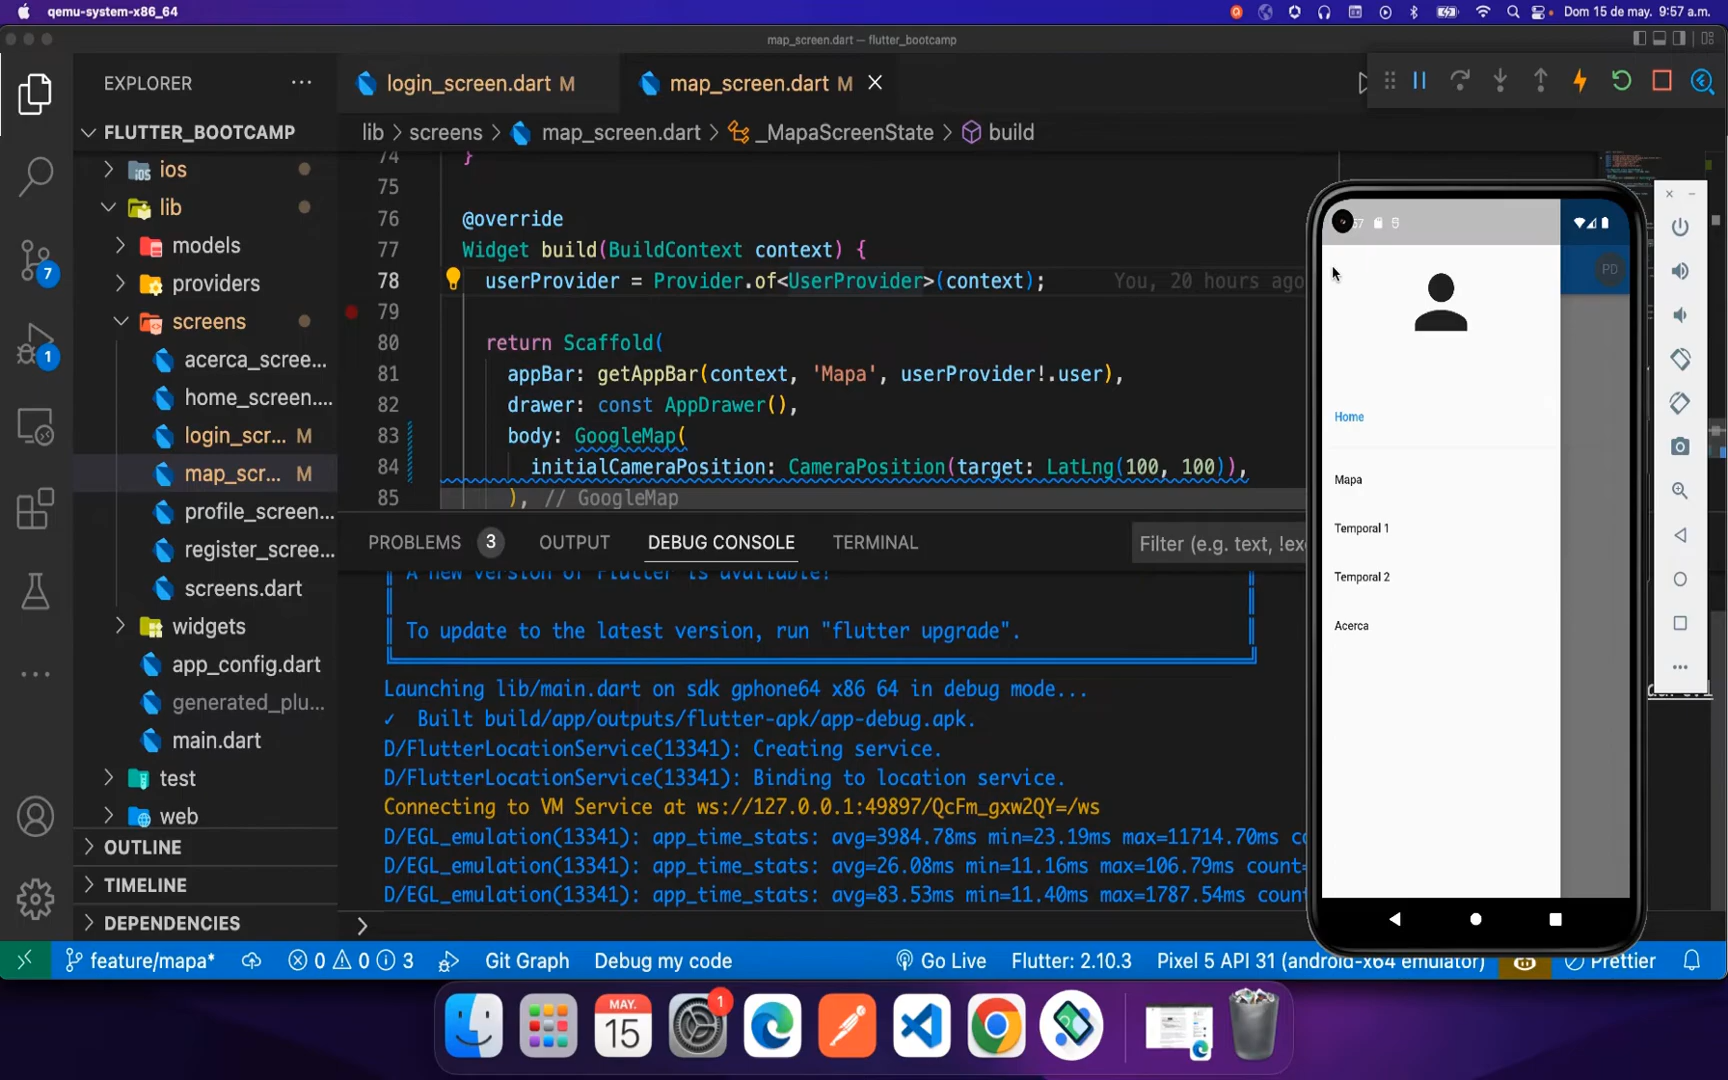 qemu-system-x86_64
Dom 15 de may. 9:57 a.m.
map_screen.dart — flutter_bootcamp
EXPLORER
FLUTTER_BOOTCAMP
ios
lib
models
providers
screens
acerca_scree...
home_screen....
login_scr... M
map_scr... M
profile_screen...
register_scree...
screens.dart
widgets
app_config.dart
generated_plu...
main.dart
test
web
OUTLINE
TIMELINE
DEPENDENCIES
7
1
login_screen.dart M
map_screen.dart M
lib > screens > map_screen.dart > _MapaScreenState > build
74 }
75
76 @override
77 Widget build(BuildContext context) {
78 userProvider = Provider.of<UserProvider>(context); You, 20 hours ago
79
80 return Scaffold(
81 appBar: getAppBar(context, 'Mapa', userProvider!.user),
82 drawer: const AppDrawer(),
83 body: GoogleMap(
84 initialCameraPosition: CameraPosition(target: LatLng(100, 100)),
85 ), // GoogleMap
PROBLEMS 3 OUTPUT DEBUG CONSOLE TERMINAL
Filter (e.g. text, !ex
A new version of Flutter is available!
To update to the latest version, run "flutter upgrade".
Launching lib/main.dart on sdk gphone64 x86 64 in debug mode...
✓ Built build/app/outputs/flutter-apk/app-debug.apk.
D/FlutterLocationService(13341): Creating service.
D/FlutterLocationService(13341): Binding to location service.
Connecting to VM Service at ws://127.0.0.1:49897/QcFm_gxw2QY=/ws
D/EGL_emulation(13341): app_time_stats: avg=3984.78ms min=23.19ms max=11714.70ms c
D/EGL_emulation(13341): app_time_stats: avg=26.08ms min=11.16ms max=106.79ms count=
D/EGL_emulation(13341): app_time_stats: avg=83.53ms min=11.40ms max=1787.54ms coun
PD
Home
Mapa
Temporal 1
Temporal 2
Acerca
feature/mapa* 0 0 3 Git Graph Debug my code Go Live Flutter: 2.10.3 Pixel 5 API 31 (android-x64 emulator) Prettier
MAY.
15
1